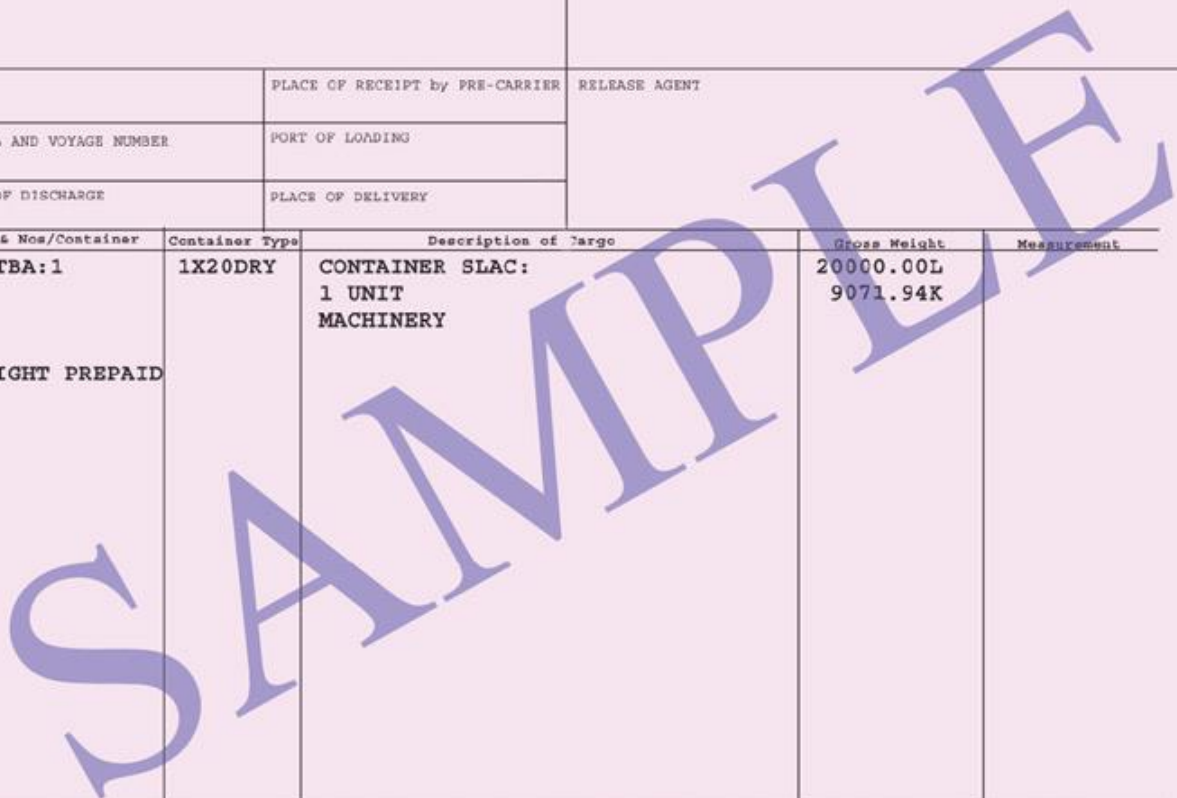 PLACE OF RECEIPT by PRE-CARRIER RELEASE AGENT
AND VOYAGE NUMBER PORT OF LOADING
OF DISCHARGE PLACE OF DELIVERY
& Nos/Container Container Type Description of Cargo Gross Weight Measurement
TBA:1 1X20DRY CONTAINER SLAC: 20000.00L
1 UNIT 9071.94K
MACHINERY
IGHT PREPAID
SAMPLE